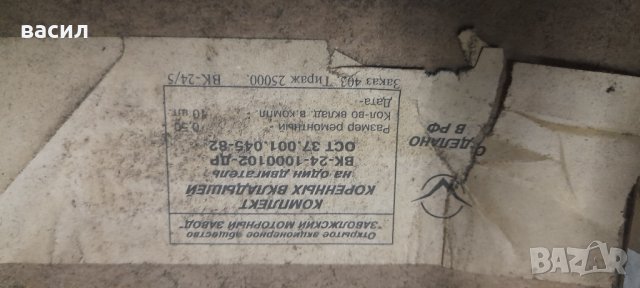 васил
Открытое акционерное общество
"ЗАВОЛЖСКИЙ МОТОРНЫЙ ЗАВОД"
КОМПЛЕКТ
КОРЕННЫХ ВКЛАДЫШЕЙ
на один двигатель
ВК-24-1000102-ДР
ОСТ 37.001.045-82
Размер ремонтный - 0,50
Кол-во вклад. в компл. - 10 шт
Дата-
СДЕЛАНО
В РФ
ВК-24/5
Заказ 403. Тираж 25000.
BAZAR